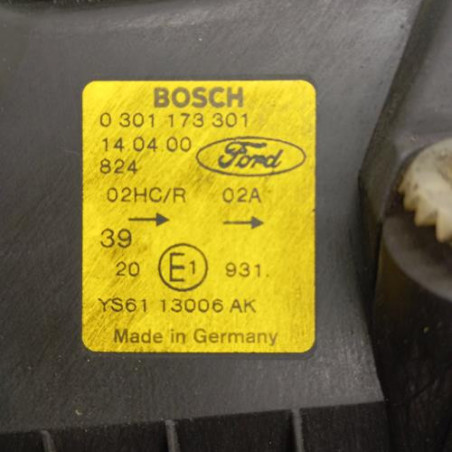 BOSCH
0 301 173 301
14 04 00
Ford
824
02HC/R 02A
39
20 E1 931.
YS61 13006 AK
Made in Germany